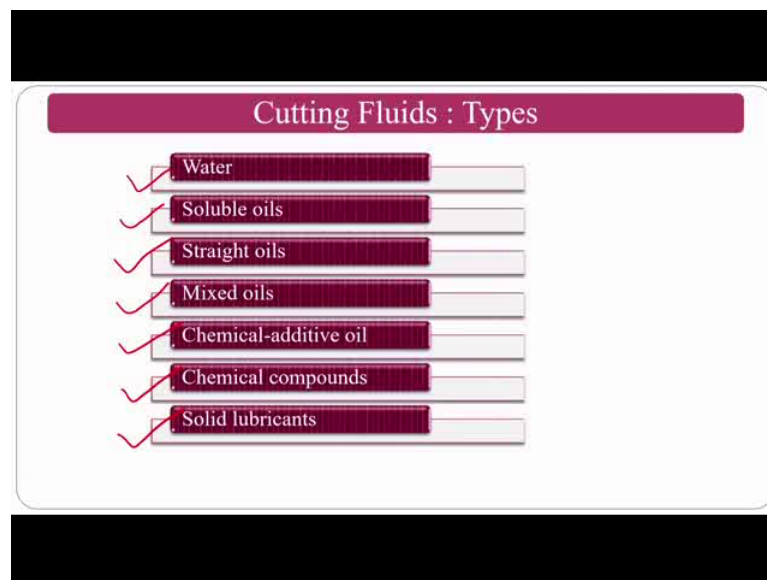 Cutting Fluids : Types
Water
Soluble oils
Straight oils
Mixed oils
Chemical-additive oil
Chemical compounds
Solid lubricants